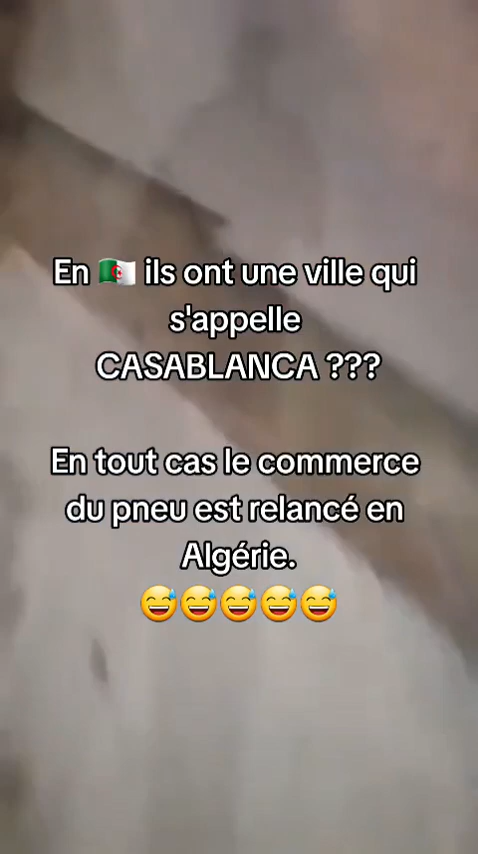 En 🇩🇿 ils ont une ville qui
s'appelle
CASABLANCA ???
En tout cas le commerce
du pneu est relancé en
Algérie.
😅😅😅😅😅